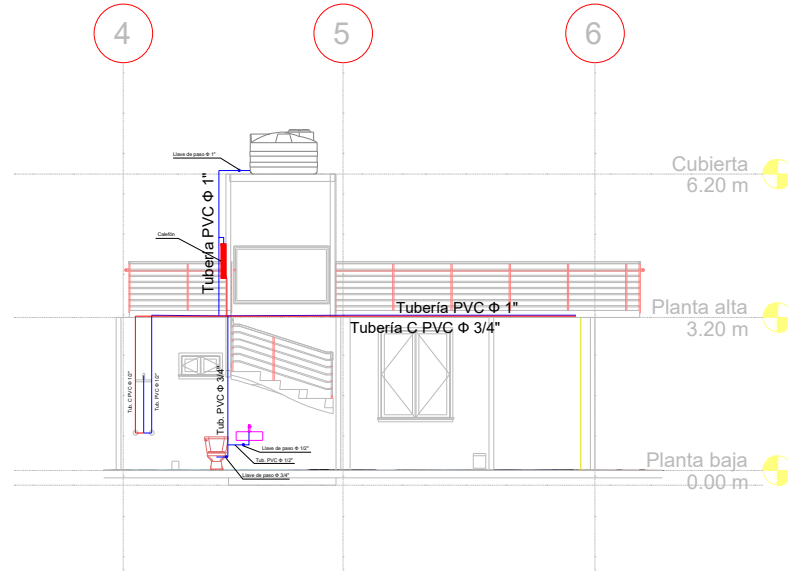 4
5
6
Llave de paso Φ 1"
Cubierta
6.20 m
Tubería PVC Φ 1"
Calefón
Tubería PVC Φ 1"
Planta alta
3.20 m
Tubería C PVC Φ 3/4"
Tub. C PVC Φ 1/2"
Tub. PVC Φ 1/2"
Tub. PVC Φ 3/4"
Llave de paso Φ 1/2"
Tub. PVC Φ 1/2"
Planta baja
0.00 m
Llave de paso Φ 3/4"